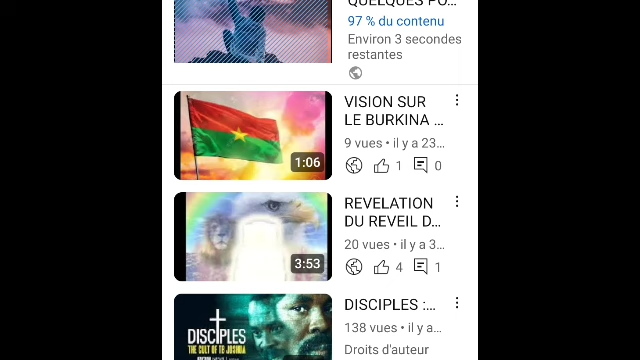 QUELQUES PO...
97 % du contenu
Environ 3 secondes
restantes
VISION SUR
LE BURKINA ...
9 vues • il y a 23...
1:06
1
0
REVELATION
DU REVEIL D...
20 vues • il y a 3...
3:53
4
1
DISCIPLES :...
138 vues • il y a...
Droits d'auteur
DISCIPLES
THE CULT OF TB JOSHUA